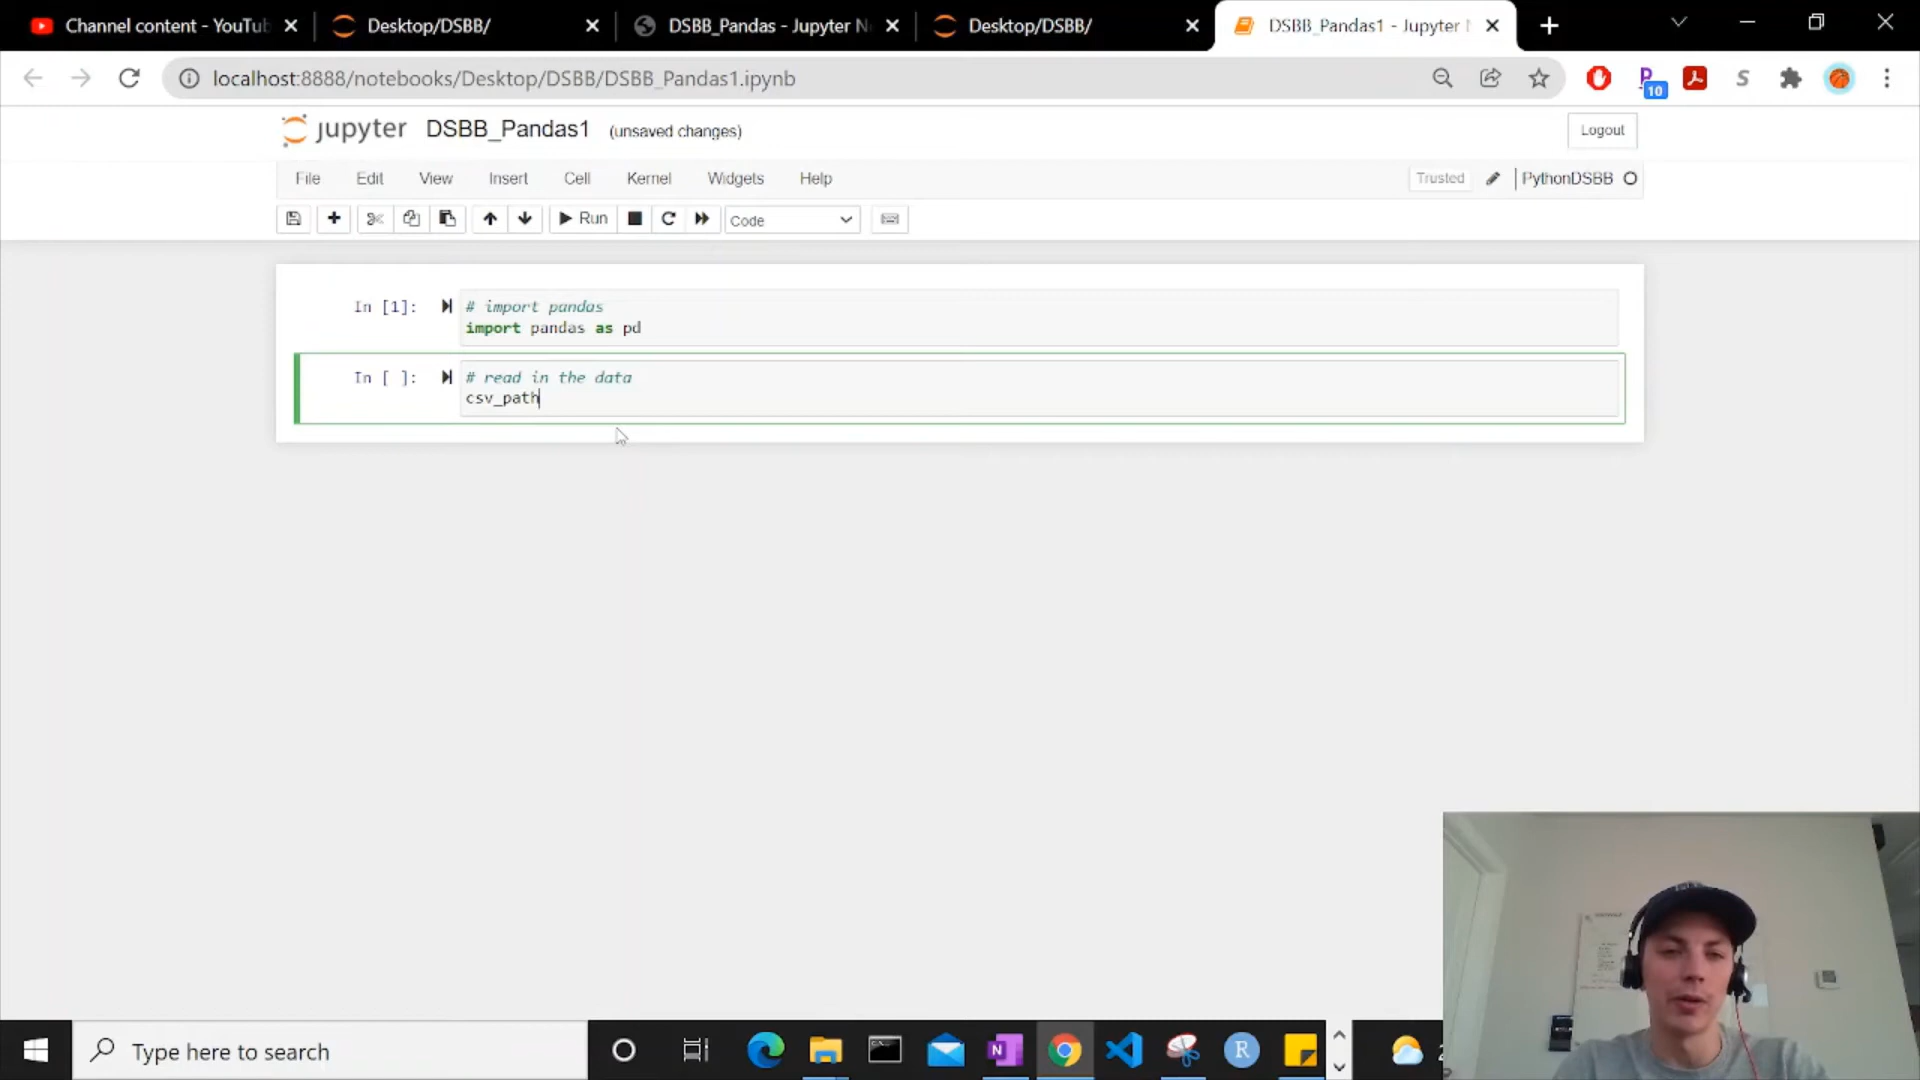 Channel content - YouTub
Desktop/DSBB/
DSBB_Pandas - Jupyter N
Desktop/DSBB/
DSBB_Pandas1 - Jupyter N
localhost:8888/notebooks/Desktop/DSBB/DSBB_Pandas1.ipynb
10
S
jupyter DSBB_Pandas1 (unsaved changes)
Logout
File Edit View Insert Cell Kernel Widgets Help
Trusted PythonDSBB
Run Code
In [1]: # import pandas
import pandas as pd
In [ ]: # read in the data
csv_path
Type here to search
N
R
2